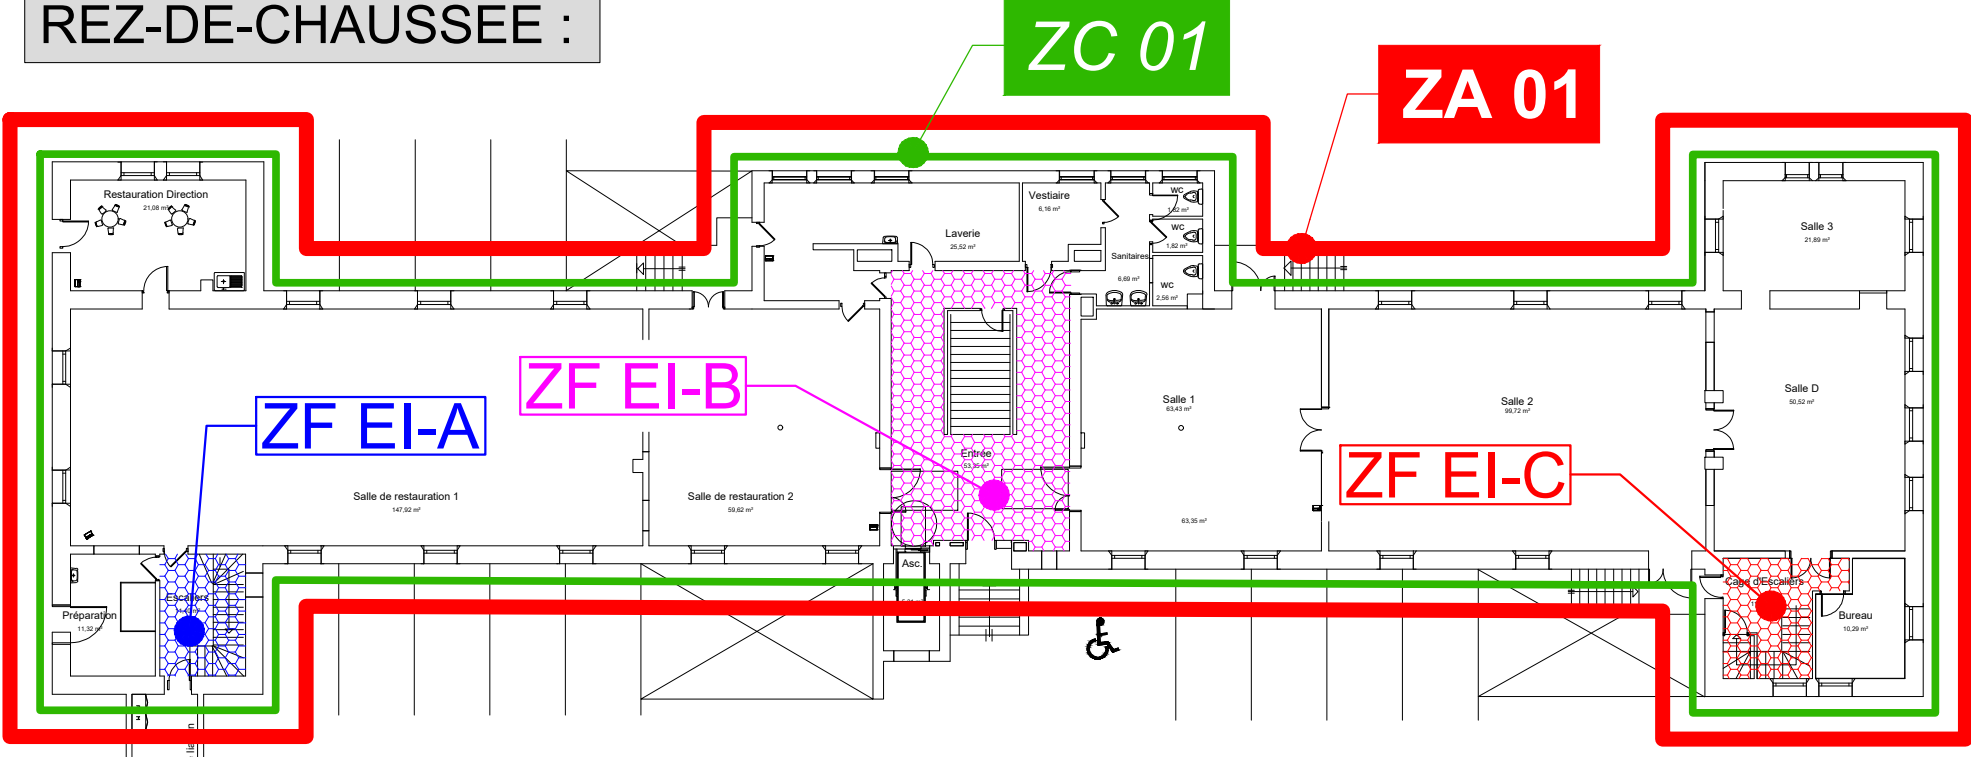 REZ-DE-CHAUSSEE :
ZC 01
ZA 01
Restauration Direction
21,08 m²
Vestiaire
6,16 m²
WC
1,82 m²
WC
1,82 m²
Laverie
25,52 m²
Sanitaires
6,69 m²
WC
2,56 m²
Salle 3
21,89 m²
ZF EI-B
ZF EI-A
Salle 1
63,43 m²
Salle 2
99,72 m²
Salle D
50,52 m²
Entrée
ZF EI-C
Salle de restauration 1
147,92 m²
Salle de restauration 2
59,62 m²
63,35 m²
Asc.
Escaliers
Cage d'Escaliers
Préparation
11,32 m²
Bureau
10,29 m²